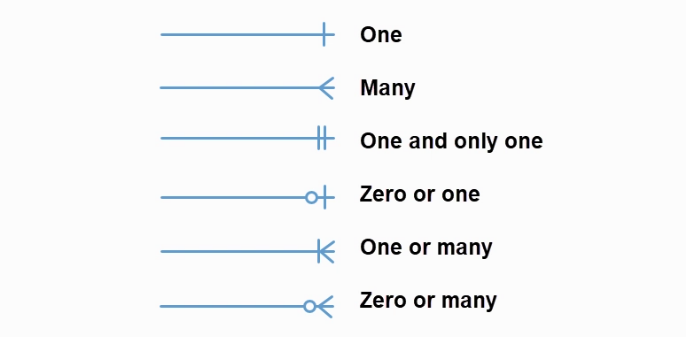 One
Many
One and only one
Zero or one
One or many
Zero or many